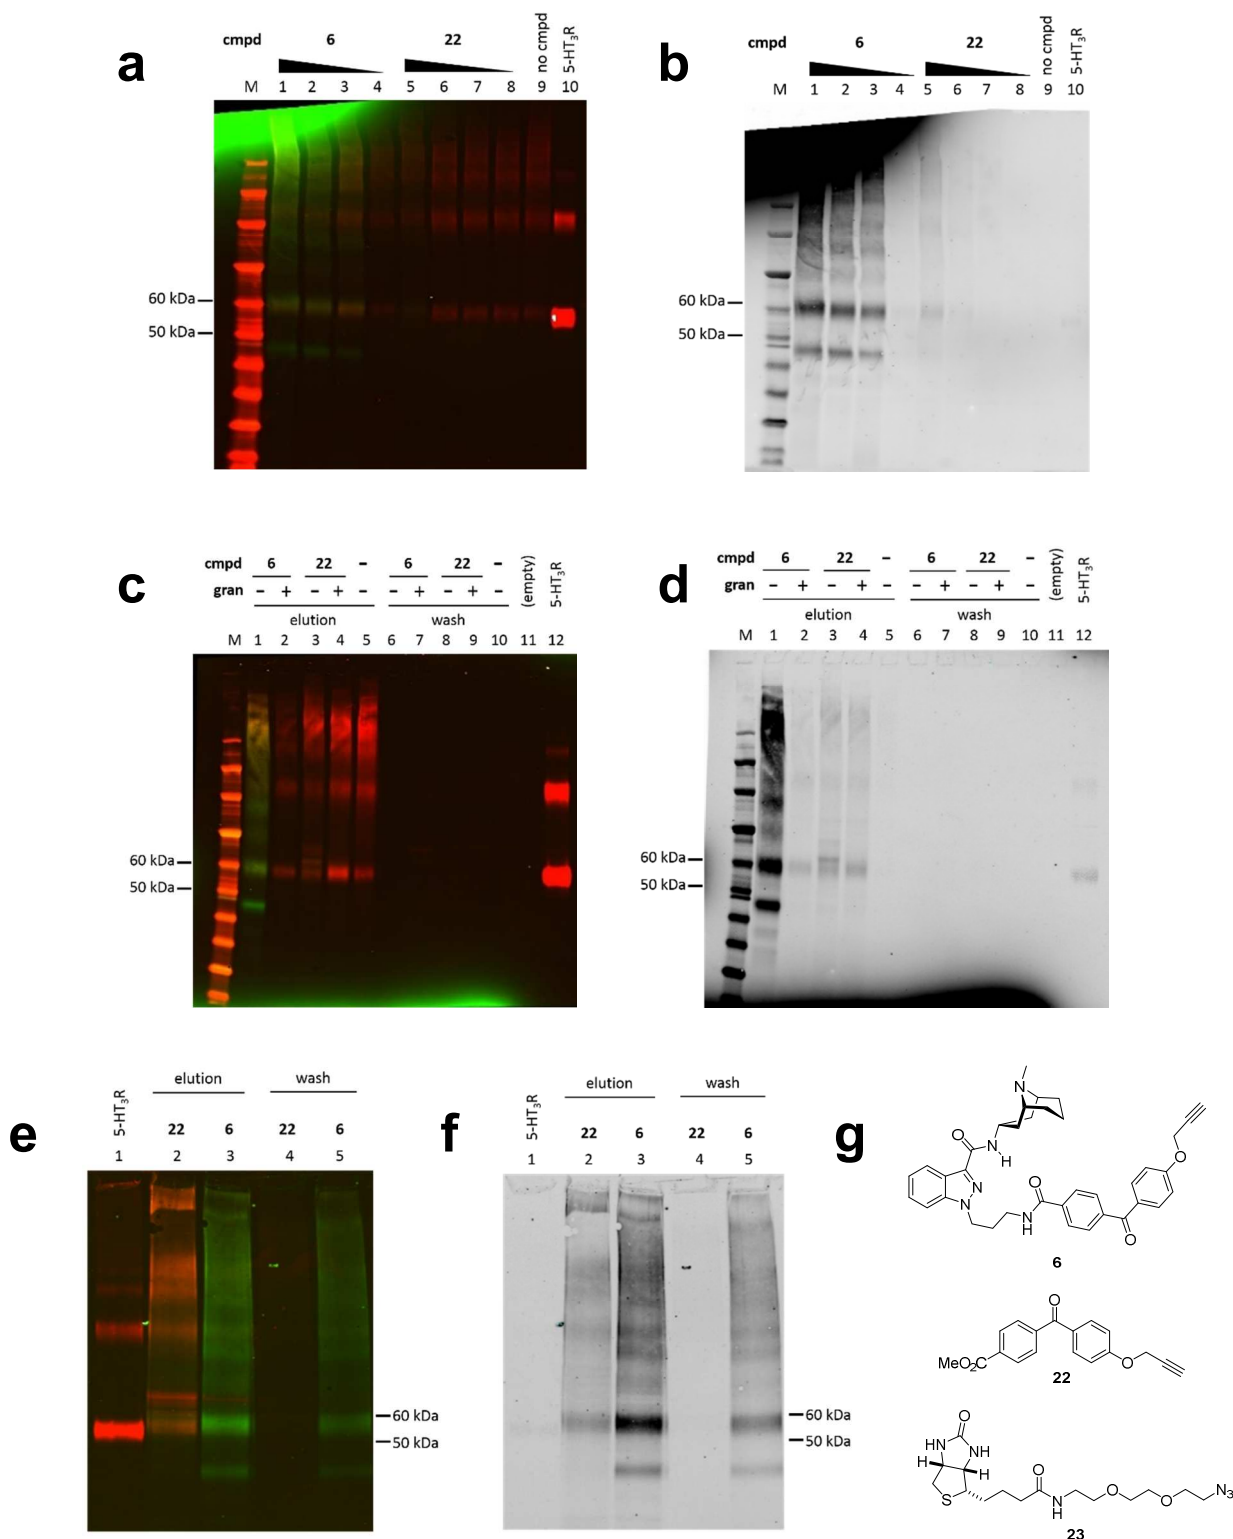 a
cmpd 6 22 no cmpd 5-HT3R
M 1 2 3 4 5 6 7 8 9 10
60 kDa
50 kDa
b
cmpd 6 22 no cmpd 5-HT3R
M 1 2 3 4 5 6 7 8 9 10
60 kDa
50 kDa
c
cmpd 6 22 – 6 22 – (empty) 5-HT3R
gran – + – + – +  – +
elution wash
M 1 2 3 4 5 6 7 8 9 10 11 12
60 kDa
50 kDa
d
cmpd 6 22 – 6 22 – (empty) 5-HT3R
gran – + – + – + – +
elution wash
M 1 2 3 4 5 6 7 8 9 10 11 12
60 kDa
50 kDa
e
elution wash
5-HT3R 22 6 22 6
1 2 3 4 5
60 kDa
50 kDa
f
elution wash
5-HT3R 22 6 22 6
1 2 3 4 5
60 kDa
50 kDa
g
N
O
N
H
N
N
O
N
H
O
O
6
O
MeO2C
O
22
O
HN NH
H H
S
O
N
H
O
O
N3
23